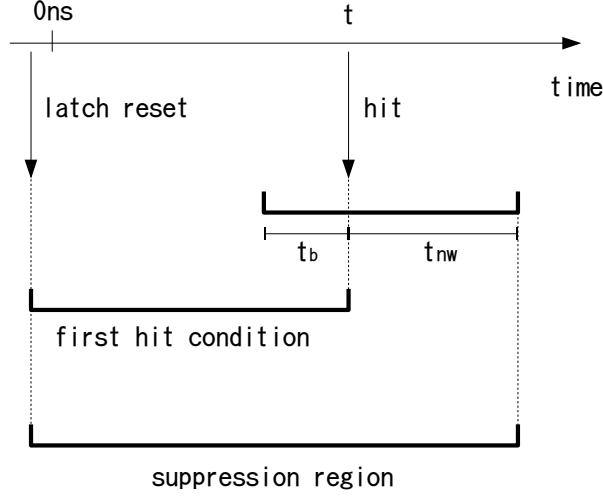 0ns
t
time
latch reset
hit
tb
tnw
first hit condition
suppression region